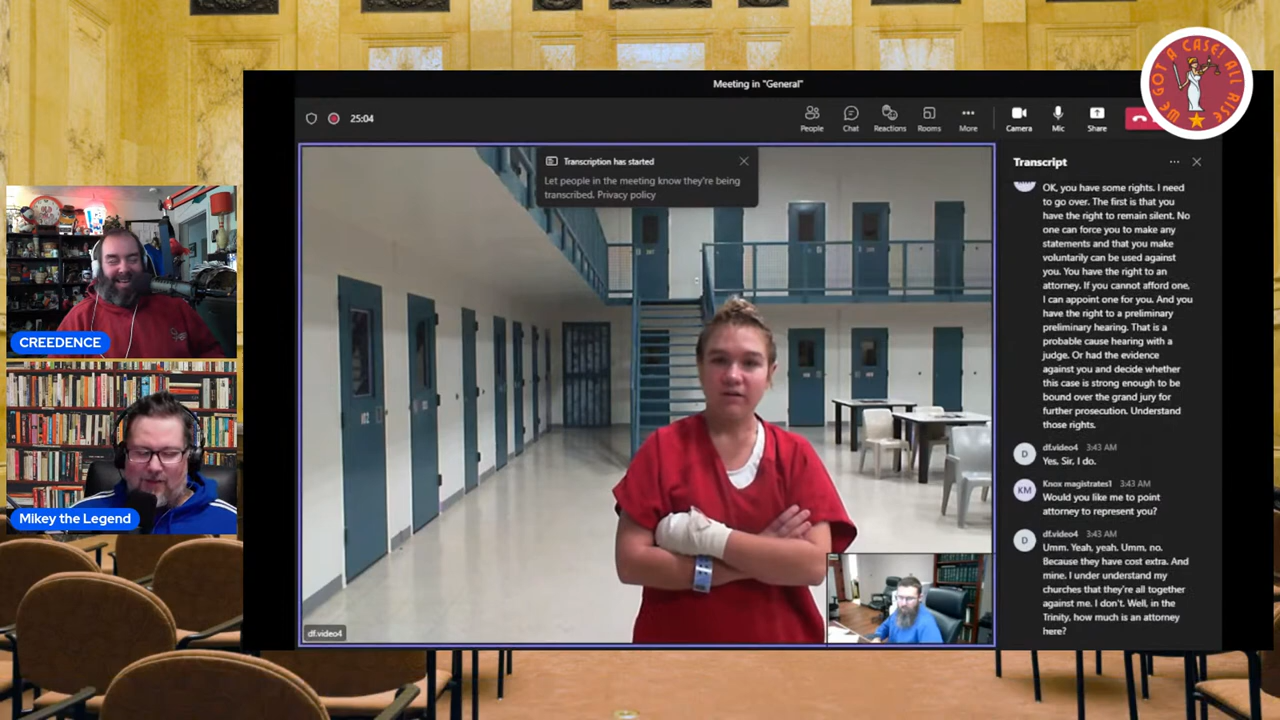 Meeting in "General"
25:04
People
Chat
Reactions
Rooms
More
Camera
Mic
Share
WE GOT A CASE! ALL RISE
Transcription has started
Let people in the meeting know they're being
transcribed. Privacy policy
Transcript
OK, you have some rights. I need
to go over. The first is that you
have the right to remain silent. No
one can force you to make any
statements and that you make
voluntarily can be used against
you. You have the right to an
attorney. If you cannot afford one,
I can appoint one for you. And you
have the right to a preliminary
preliminary hearing. That is a
probable cause hearing with a
judge. Or had the evidence
against you and decide whether
this case is strong enough to be
bound over the grand jury for
further prosecution. Understand
those rights.
D
df.video4 3:43 AM
Yes, Sir, I do.
KM
Knox magistrates1 3:43 AM
Would you like me to point
attorney to represent you?
D
df.video4 3:43 AM
Umm. Yeah, yeah. Umm, no.
Because they have cost extra. And
mine. I under understand my
churches that they're all together
against me. I don't. Well, in the
Trinity, how much is an attorney
here?
df.video4
CREEDENCE
Mikey the Legend